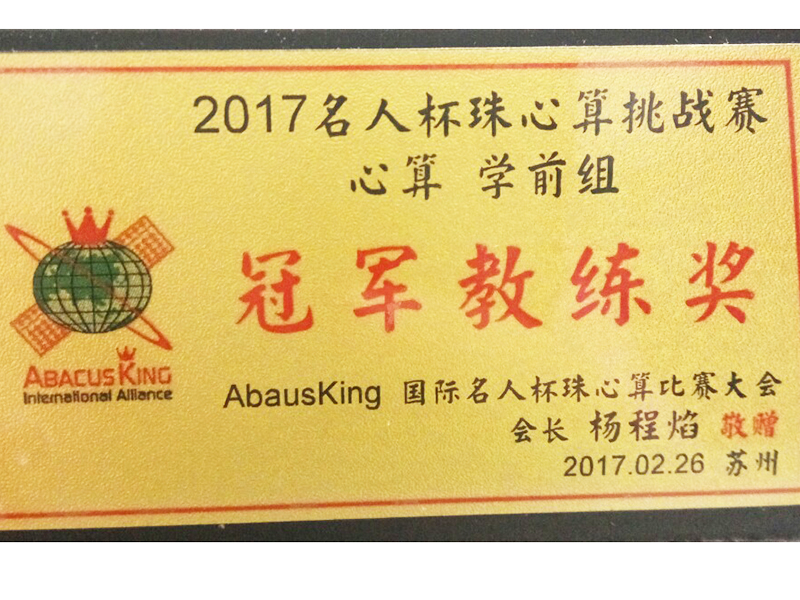 2017名人杯珠心算挑战赛
心算 学前组
冠军教练奖
ABACUSKING
International Alliance
AbausKing 国际名人杯珠心算比赛大会
会长 杨程焰 敬赠
2017.02.26 苏州